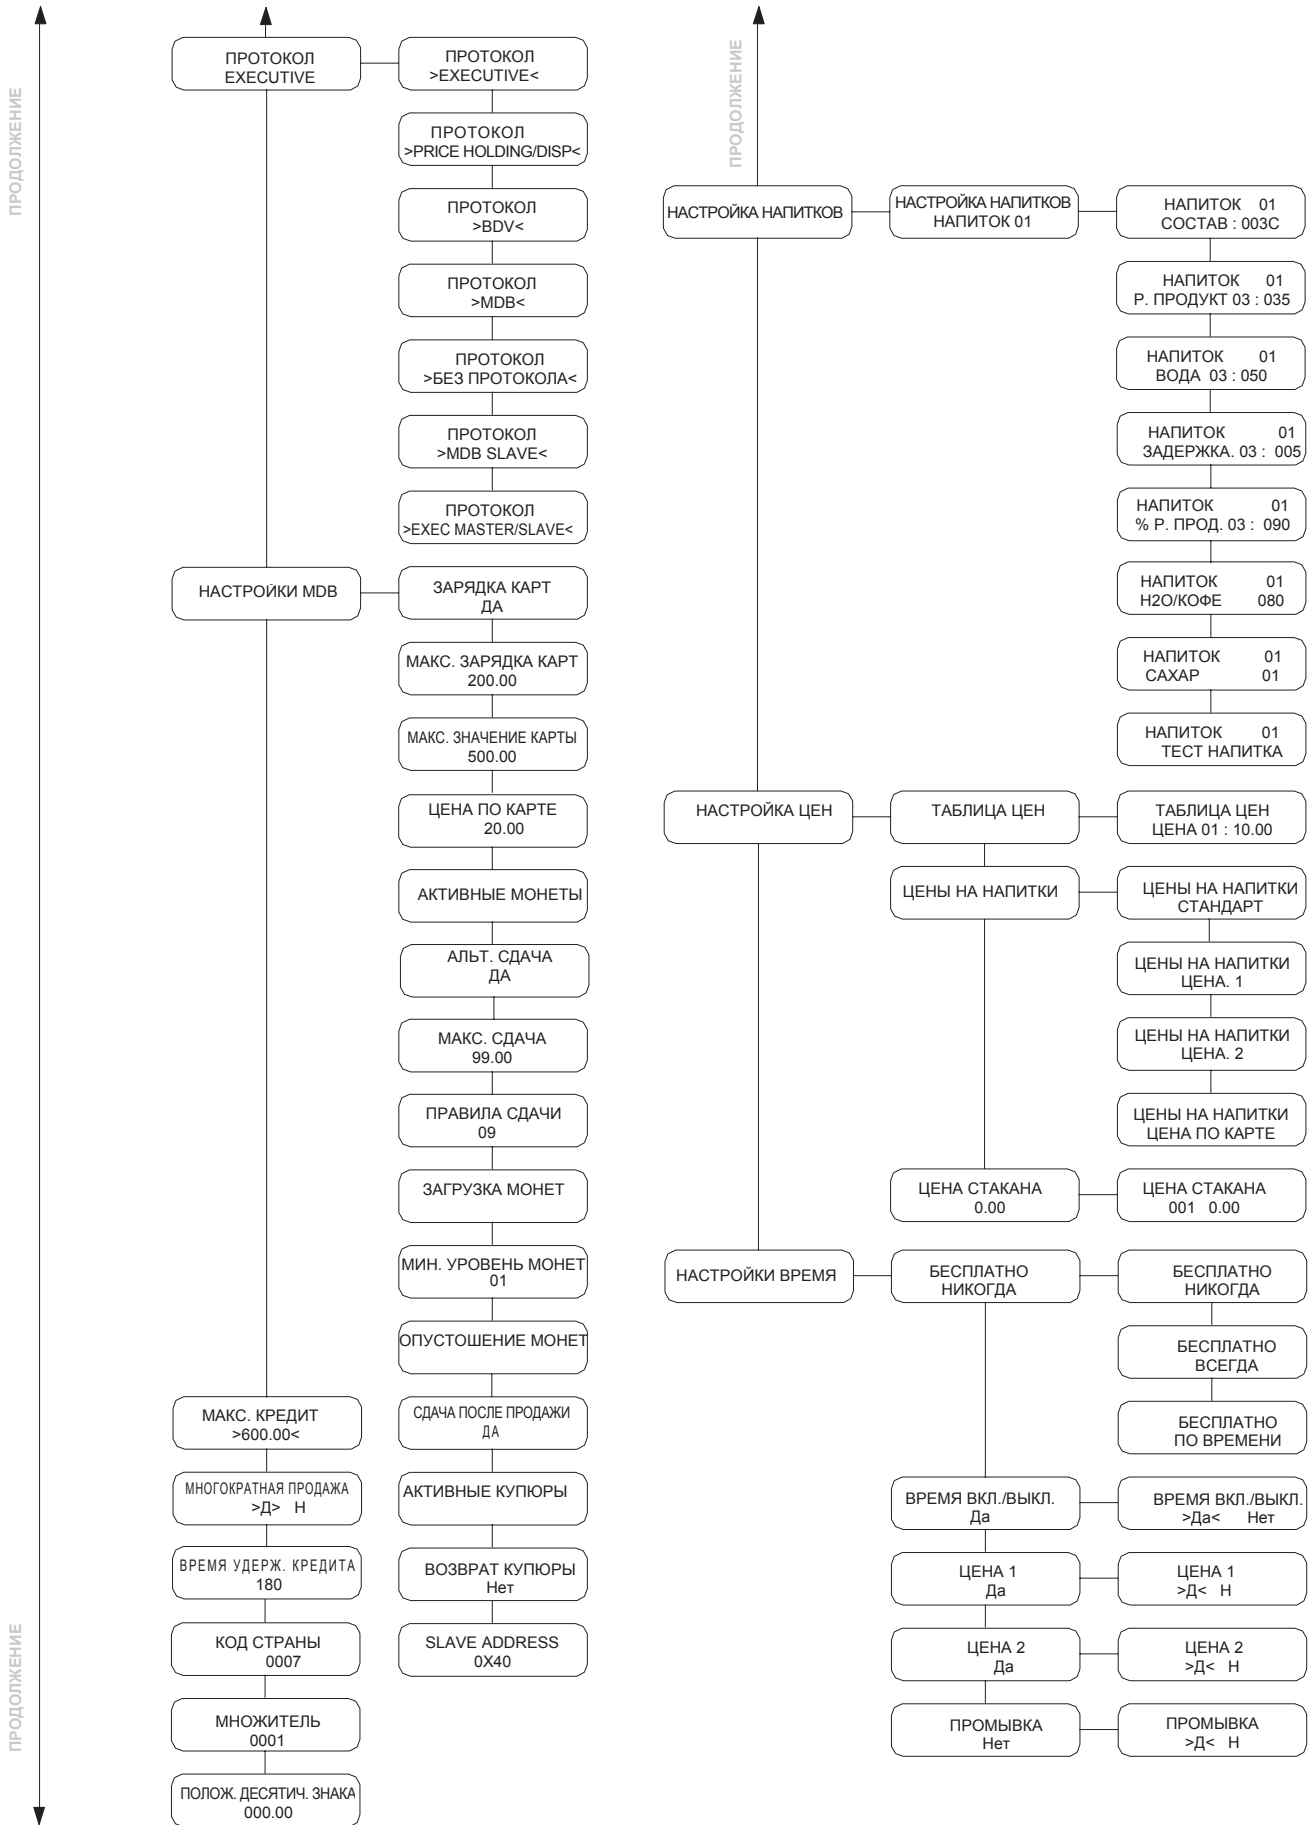 ПРОДОЛЖЕНИЕ
ПРОДОЛЖЕНИЕ
ПРОТОКОЛ
EXECUTIVE
ПРОТОКОЛ
>EXECUTIVE<
ПРОТОКОЛ
>PRICE HOLDING/DISP<
ПРОТОКОЛ
>BDV<
ПРОТОКОЛ
>MDB<
ПРОТОКОЛ
>БЕЗ ПРОТОКОЛА<
ПРОТОКОЛ
>MDB SLAVE<
ПРОТОКОЛ
>EXEC MASTER/SLAVE<
НАСТРОЙКИ MDB
ЗАРЯДКА КАРТ
ДА
МАКС. ЗАРЯДКА КАРТ
200.00
МАКС. ЗНАЧЕНИЕ КАРТЫ
500.00
ЦЕНА ПО КАРТЕ
20.00
АКТИВНЫЕ МОНЕТЫ
АЛЬТ. СДАЧА
ДА
МАКС. СДАЧА
99.00
ПРАВИЛА СДАЧИ
09
ЗАГРУЗКА МОНЕТ
МИН. УРОВЕНЬ МОНЕТ
01
ОПУСТОШЕНИЕ МОНЕТ
СДАЧА ПОСЛЕ ПРОДАЖИ
ДА
АКТИВНЫЕ КУПЮРЫ
ВОЗВРАТ КУПЮРЫ
Нет
SLAVE ADDRESS
0X40
МАКС. КРЕДИТ
>600.00<
МНОГОКРАТНАЯ ПРОДАЖА
>Д> Н
ВРЕМЯ УДЕРЖ. КРЕДИТА
180
КОД СТРАНЫ
0007
МНОЖИТЕЛЬ
0001
ПОЛОЖ. ДЕСЯТИЧ. ЗНАКА
000.00
ПРОДОЛЖЕНИЕ
НАСТРОЙКА НАПИТКОВ
НАСТРОЙКА НАПИТКОВ
НАПИТОК 01
НАПИТОК 01
СОСТАВ : 003C
НАПИТОК 01
Р. ПРОДУКТ 03 : 035
НАПИТОК 01
ВОДА 03 : 050
НАПИТОК 01
ЗАДЕРЖКА. 03 : 005
НАПИТОК 01
% Р. ПРОД. 03 : 090
НАПИТОК 01
H2O/КОФЕ 080
НАПИТОК 01
САХАР 01
НАПИТОК 01
ТЕСТ НАПИТКА
НАСТРОЙКА ЦЕН
ТАБЛИЦА ЦЕН
ТАБЛИЦА ЦЕН
ЦЕНА 01 : 10.00
ЦЕНЫ НА НАПИТКИ
ЦЕНЫ НА НАПИТКИ
СТАНДАРТ
ЦЕНЫ НА НАПИТКИ
ЦЕНА. 1
ЦЕНЫ НА НАПИТКИ
ЦЕНА. 2
ЦЕНЫ НА НАПИТКИ
ЦЕНА ПО КАРТЕ
ЦЕНА СТАКАНА
0.00
ЦЕНА СТАКАНА
001 0.00
НАСТРОЙКИ ВРЕМЯ
БЕСПЛАТНО
НИКОГДА
БЕСПЛАТНО
НИКОГДА
БЕСПЛАТНО
ВСЕГДА
БЕСПЛАТНО
ПО ВРЕМЕНИ
ВРЕМЯ ВКЛ./ВЫКЛ.
Да
ВРЕМЯ ВКЛ./ВЫКЛ.
>Да< Нет
ЦЕНА 1
Да
ЦЕНА 1
>Д< Н
ЦЕНА 2
Да
ЦЕНА 2
>Д< Н
ПРОМЫВКА
Нет
ПРОМЫВКА
>Д< Н